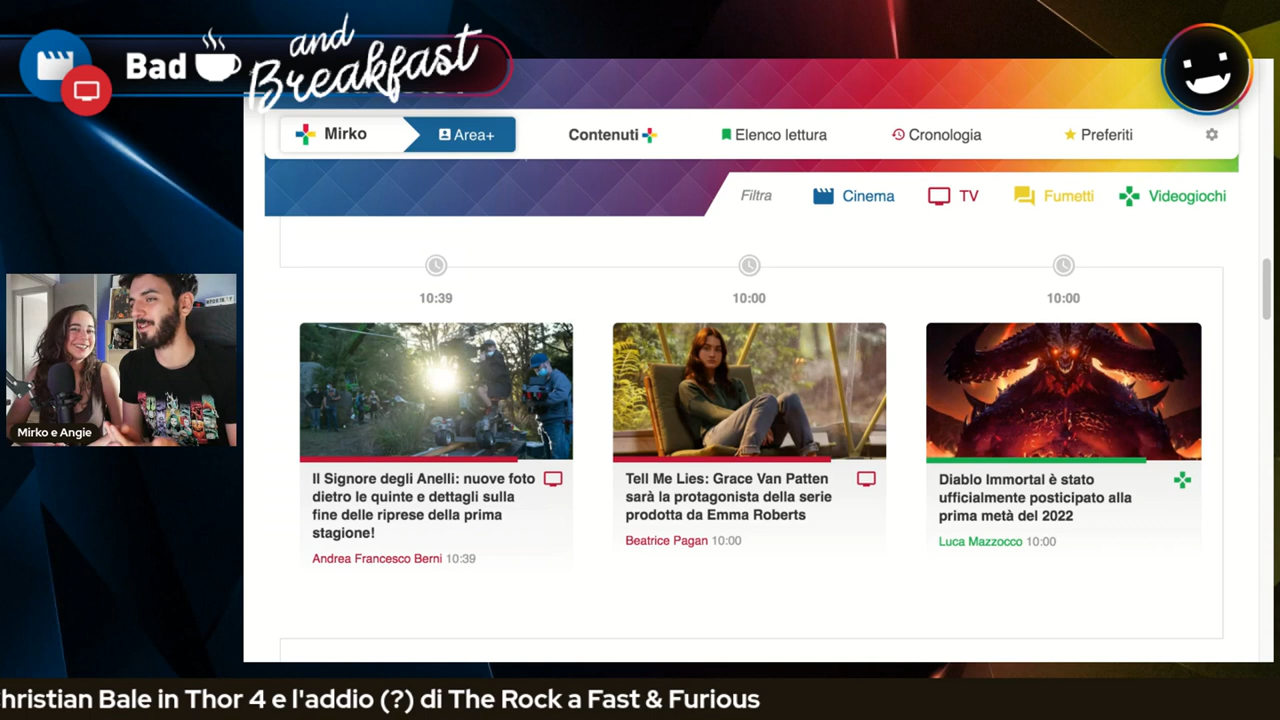 Bad and Breakfast
Mirko
Area+
Contenuti
Elenco lettura
Cronologia
Preferiti
Filtra
Cinema
TV
Fumetti
Videogiochi
10:39
10:00
10:00
Il Signore degli Anelli: nuove foto
dietro le quinte e dettagli sulla
fine delle riprese della prima
stagione!
Andrea Francesco Berni 10:39
Tell Me Lies: Grace Van Patten
sarà la protagonista della serie
prodotta da Emma Roberts
Beatrice Pagan 10:00
Diablo Immortal è stato
ufficialmente posticipato alla
prima metà del 2022
Luca Mazzocco 10:00
Mirko e Angie
hristian Bale in Thor 4 e l'addio (?) di The Rock a Fast & Furious